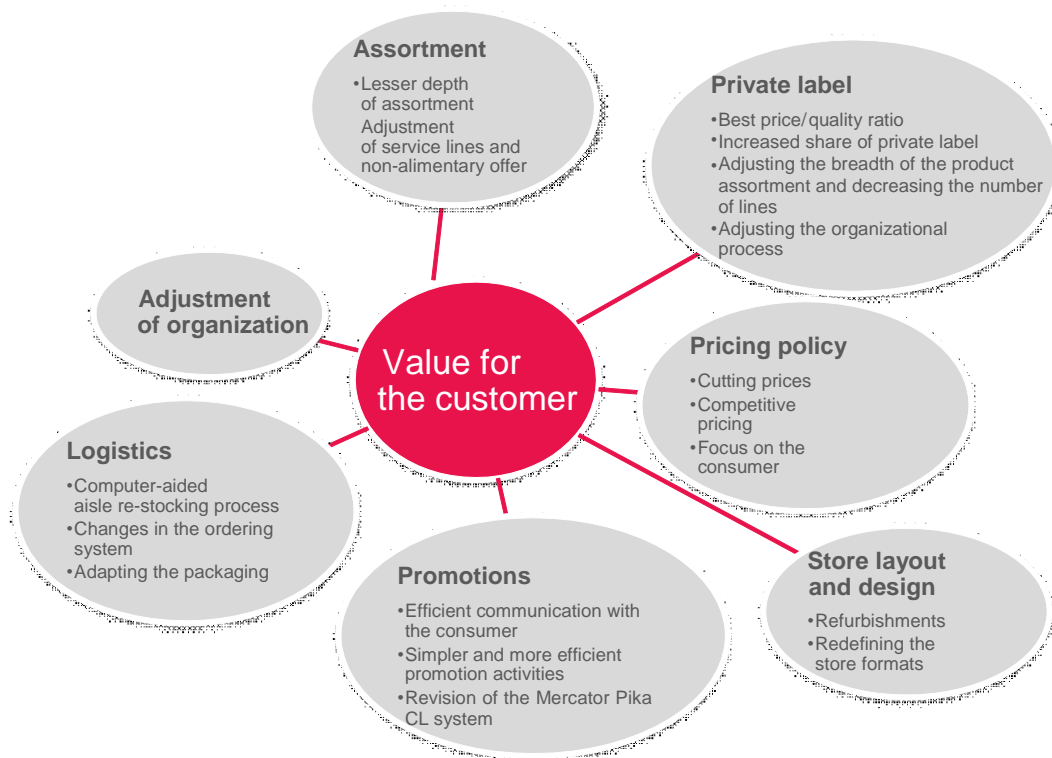 Assortment
•Lesser depth
of assortment
Adjustment
of service lines and
non-alimentary offer
Private label
•Best price/quality ratio
•Increased share of private label
•Adjusting the breadth of the product
assortment and decreasing the number
of lines
•Adjusting the organizational
process
Adjustment
of organization
Value for
the customer
Pricing policy
•Cutting prices
•Competitive
pricing
•Focus on the
consumer
Logistics
•Computer-aided
aisle re-stocking process
•Changes in the ordering
system
•Adapting the packaging
Promotions
•Efficient communication with
the consumer
•Simpler and more efficient
promotion activities
•Revision of the Mercator Pika
CL system
Store layout
and design
•Refurbishments
•Redefining the
store formats